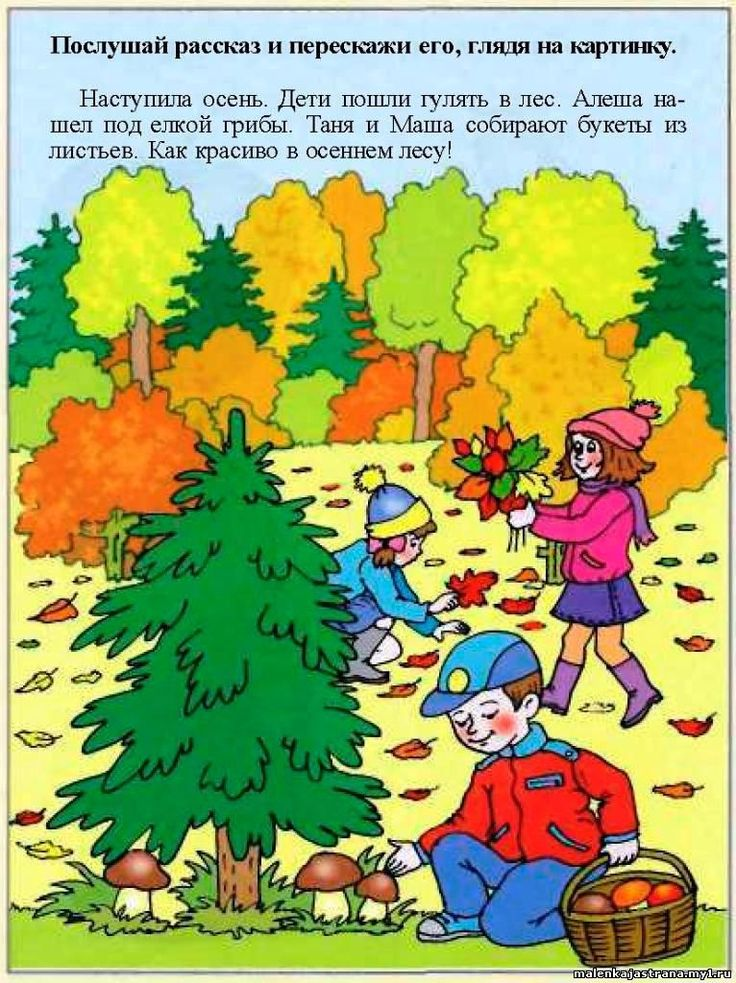 Послушай рассказ и перескажи его, глядя на картинку.
Наступила осень. Дети пошли гулять в лес. Алеша на-
шел под елкой грибы. Таня и Маша собирают букеты из
листьев. Как красиво в осеннем лесу!
malenkajastrana.my1.ru